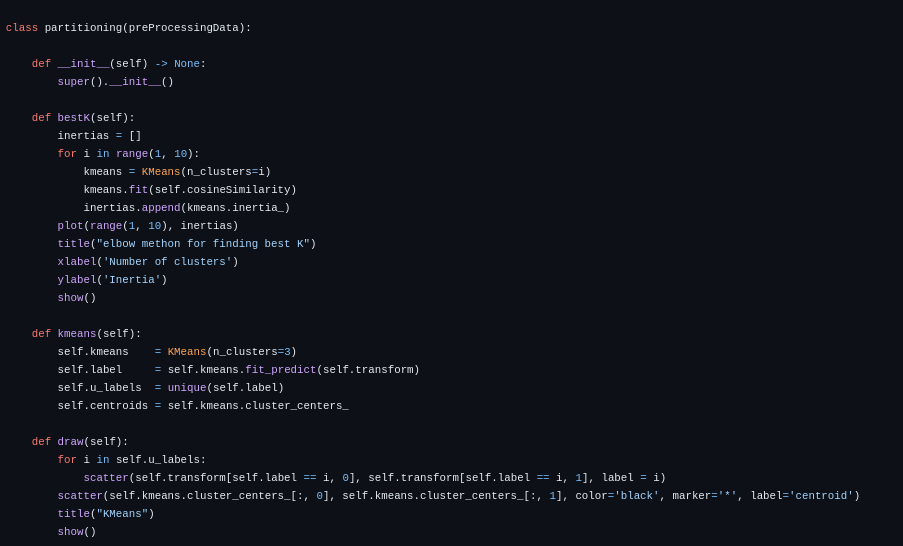 class partitioning(preProcessingData):
def __init__(self) -> None:
super().__init__()
def bestK(self):
inertias = []
for i in range(1, 10):
kmeans = KMeans(n_clusters=i)
kmeans.fit(self.cosineSimilarity)
inertias.append(kmeans.inertia_)
plot(range(1, 10), inertias)
title("elbow methon for finding best K")
xlabel('Number of clusters')
ylabel('Inertia')
show()
def kmeans(self):
self.kmeans    = KMeans(n_clusters=3)
self.label     = self.kmeans.fit_predict(self.transform)
self.u_labels  = unique(self.label)
self.centroids = self.kmeans.cluster_centers_
def draw(self):
for i in self.u_labels:
scatter(self.transform[self.label == i, 0], self.transform[self.label == i, 1], label = i)
scatter(self.kmeans.cluster_centers_[:, 0], self.kmeans.cluster_centers_[:, 1], color='black', marker='*', label='centroid')
title("KMeans")
show()